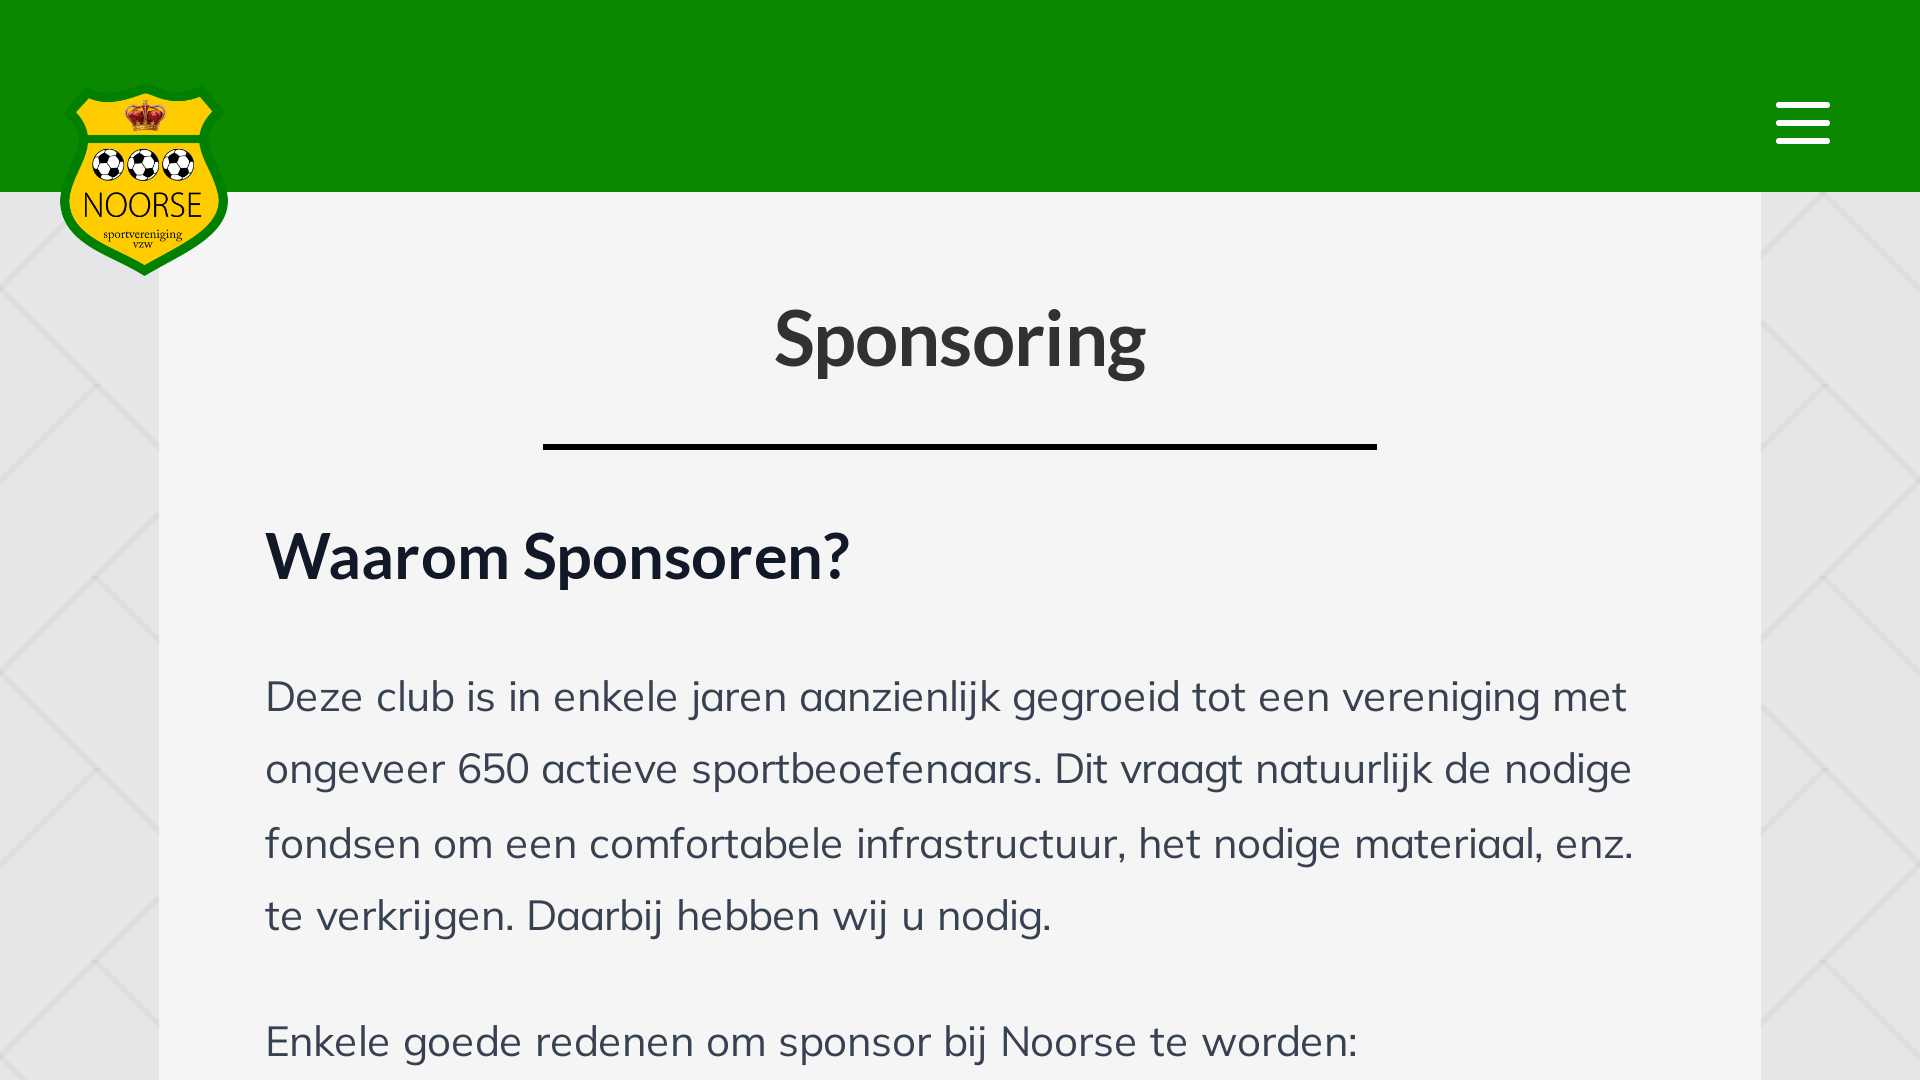 NOORSE
sportvereniging
vzw
Sponsoring
Waarom Sponsoren?
Deze club is in enkele jaren aanzienlijk gegroeid tot een vereniging met
ongeveer 650 actieve sportbeoefenaars. Dit vraagt natuurlijk de nodige
fondsen om een comfortabele infrastructuur, het nodige materiaal, enz.
te verkrijgen. Daarbij hebben wij u nodig.
Enkele goede redenen om sponsor bij Noorse te worden: